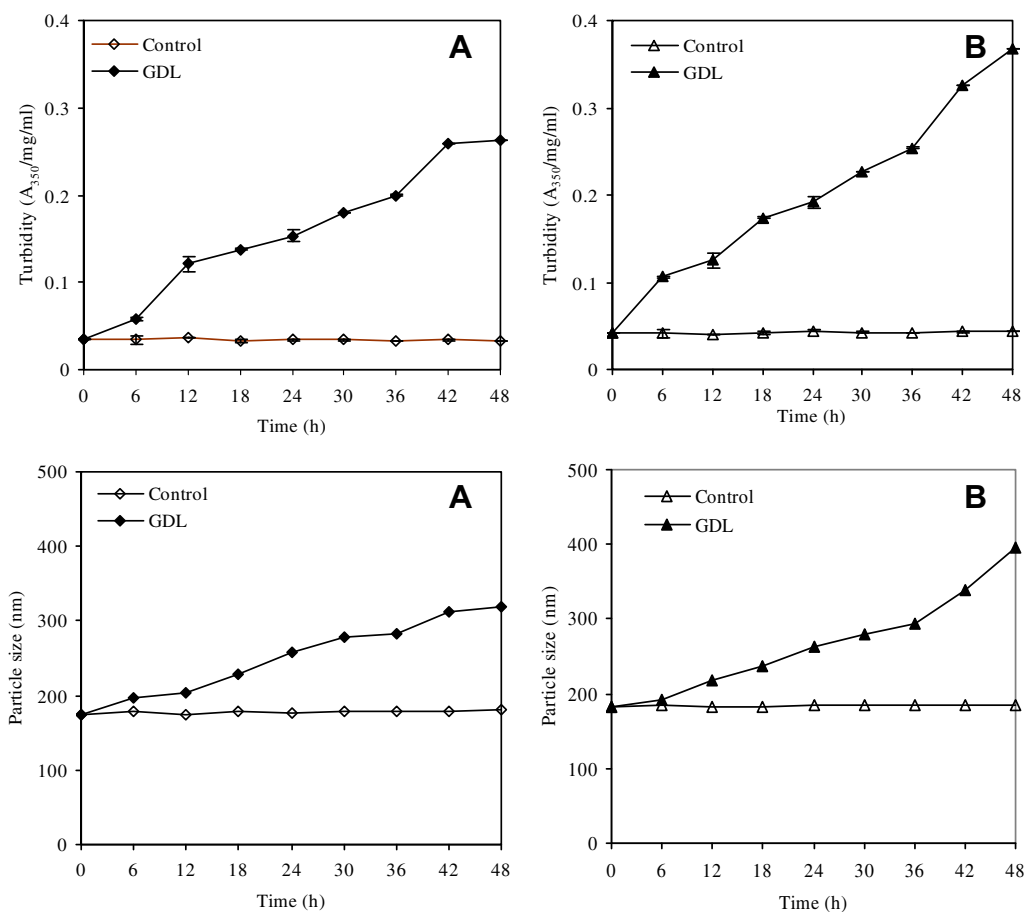 A
Control
GDL
0.4
0.3
0.2
0.1
0
Turbidity (A350/mg/ml)
0 6 12 18 24 30 36 42 48
Time (h)
B
Control
GDL
0.4
0.3
0.2
0.1
0
Turbidity (A350/mg/ml)
0 6 12 18 24 30 36 42 48
Time (h)
A
Control
GDL
500
400
300
200
100
0
Particle size (nm)
0 6 12 18 24 30 36 42 48
Time (h)
B
Control
GDL
500
400
300
200
100
0
Particle size (nm)
0 6 12 18 24 30 36 42 48
Time (h)